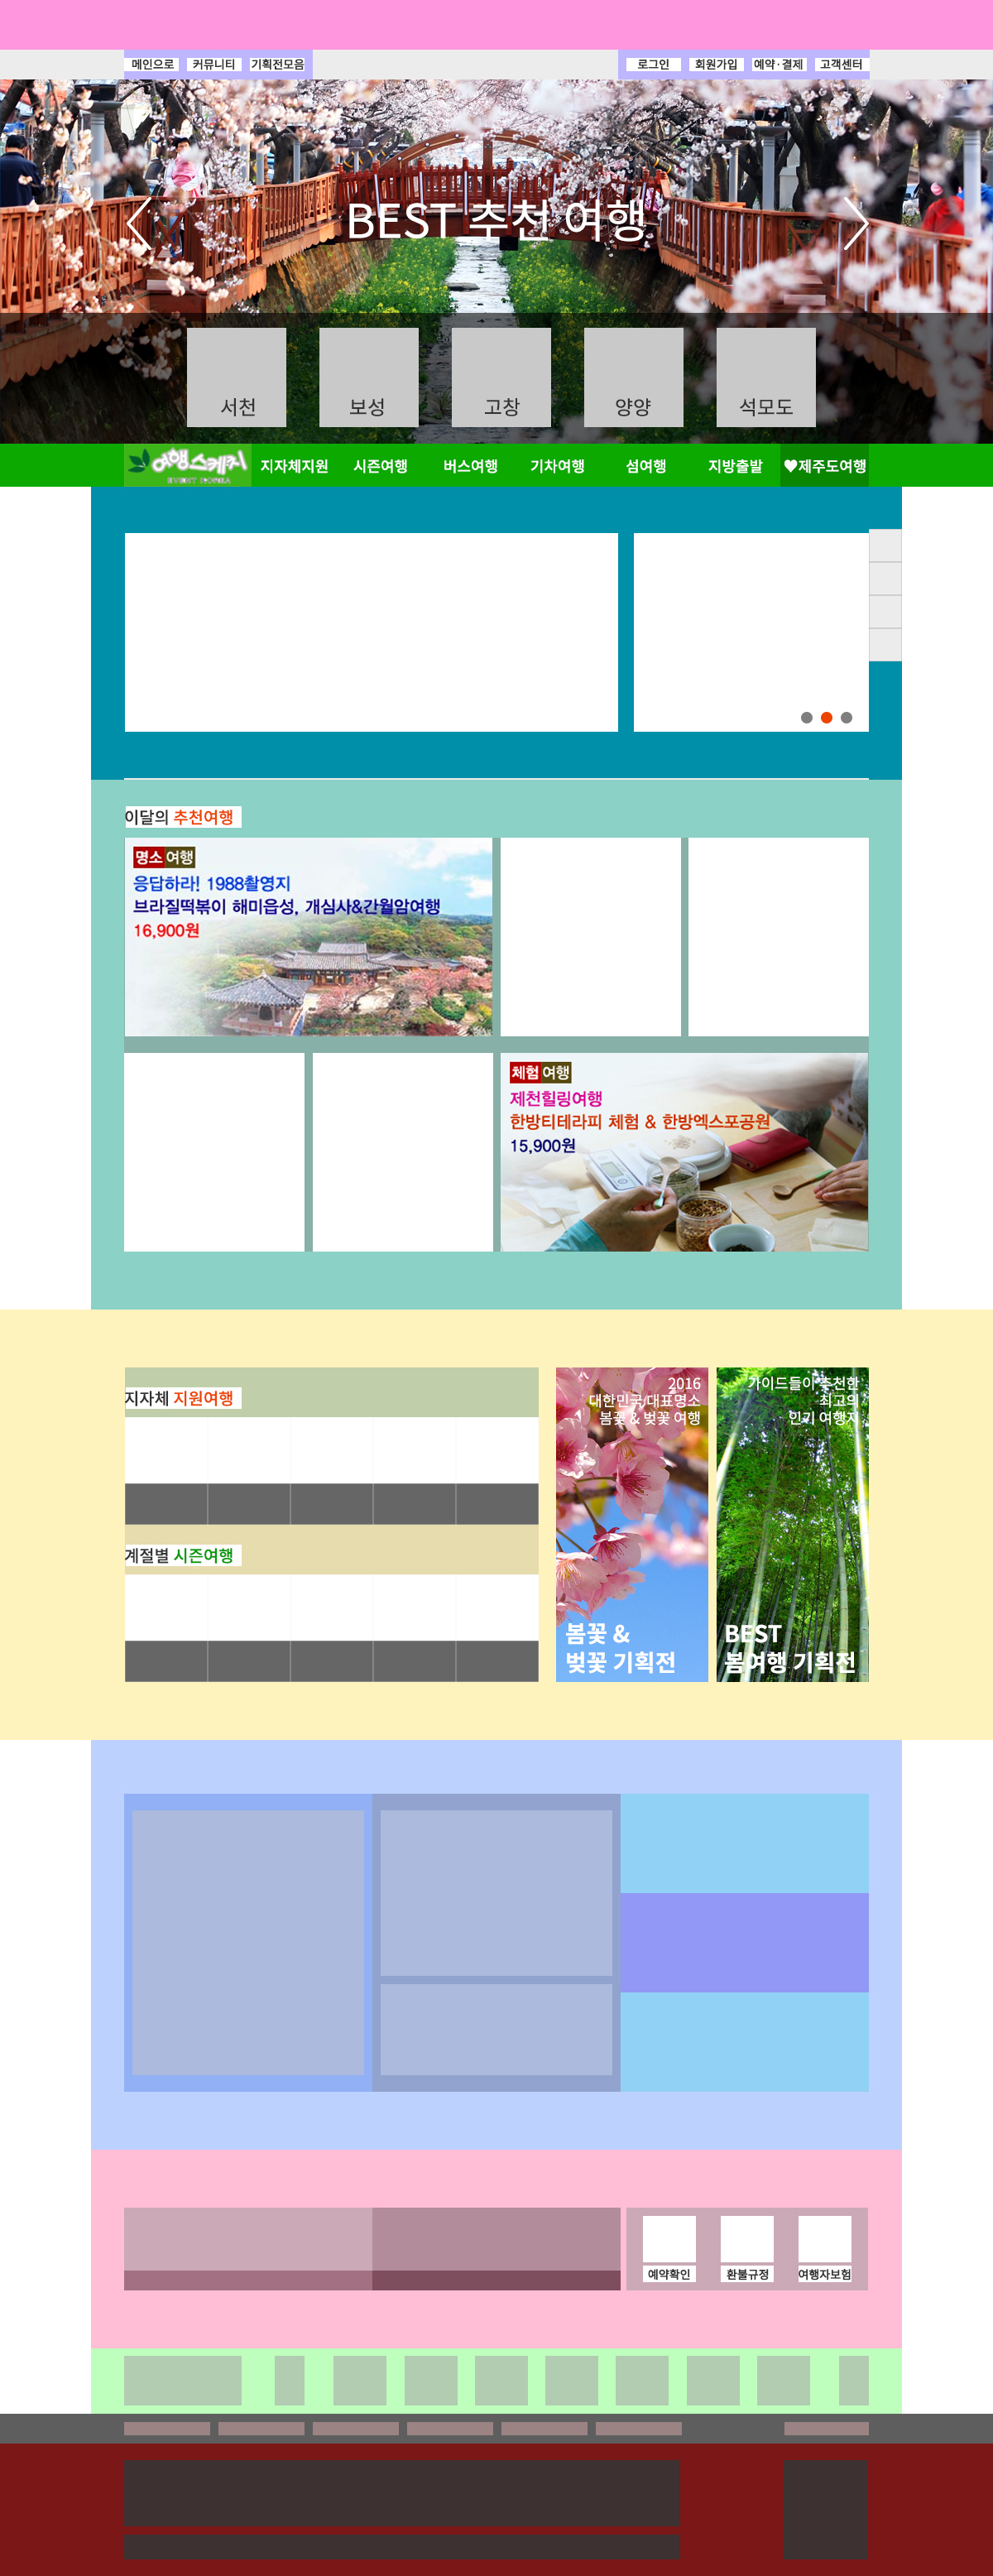 메인으로 커뮤니티 기획전모음 로그인 회원가입 예약·결제 고객센터
BEST 추천 여행
서천 보성 고창 양양 석모도
여행스케치 지자체지원 시즌여행 버스여행 기차여행 섬여행 지방출발 ♥제주도여행
EVENT KOREA
이달의 추천여행
명소여행
응답하라! 1988촬영지
브라질떡볶이 해미읍성, 개심사&간월암여행
16,900원
체험여행
제천힐링여행
한방티테라피 체험 & 한방엑스포공원
15,900원
지자체 지원여행
계절별 시즌여행
2016
대한민국 대표명소
봄꽃 & 벚꽃 여행
봄꽃 &
벚꽃 기획전
가이드들이 추천한
최고의
인기 여행지
BEST
봄여행 기획전
예약확인 환불규정 여행자보험